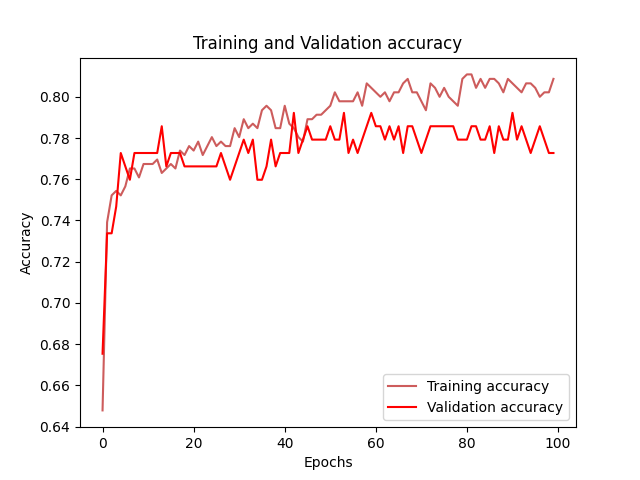 Training and Validation accuracy
Accuracy
0.80
0.78
0.76
0.74
0.72
0.70
0.68
0.66
0.64
0 20 40 60 80 100
Epochs
Training accuracy
Validation accuracy